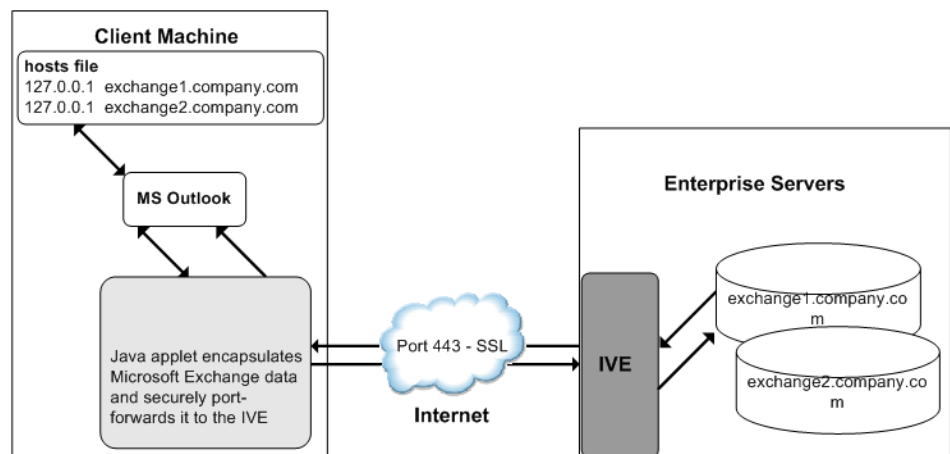 Client Machine
hosts file
127.0.0.1 exchange1.company.com
127.0.0.1 exchange2.company.com
MS Outlook
Java applet encapsulates
Microsoft Exchange data
and securely port-
forwards it to the IVE
Port 443 - SSL
Internet
Enterprise Servers
IVE
exchange1.company.co
m
exchange2.company.co
m